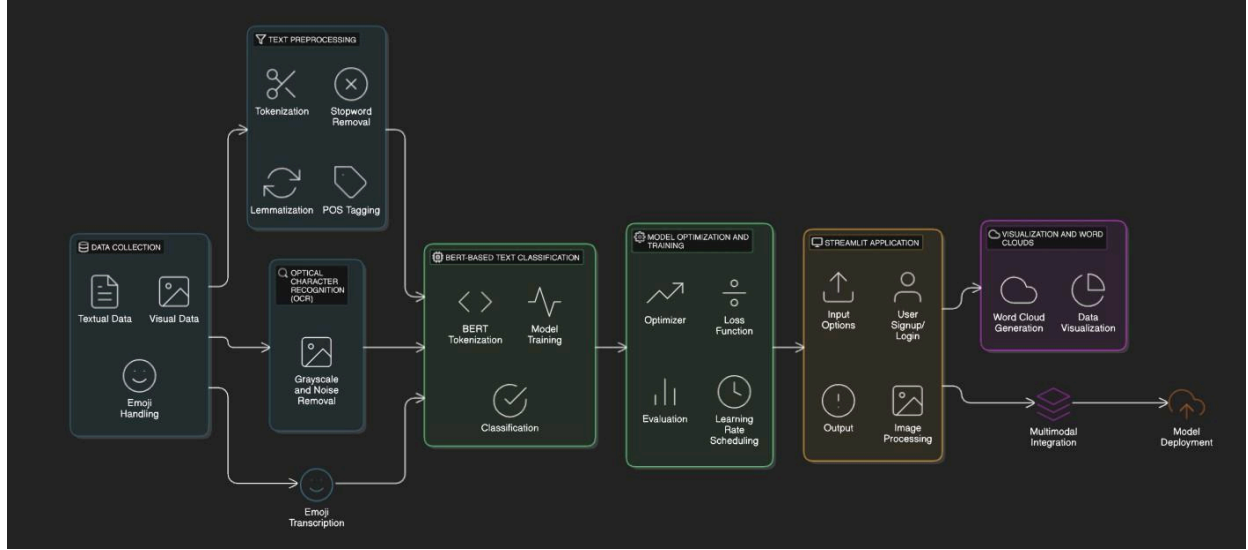 TEXT PREPROCESSING
Tokenization
Stopword
Removal
Lemmatization
POS Tagging
DATA COLLECTION
Textual Data
Visual Data
Emoji
Handling
OPTICAL
CHARACTER
RECOGNITION
(OCR)
Grayscale
and Noise
Removal
Emoji
Transcription
BERT-BASED TEXT CLASSIFICATION
BERT
Tokenization
Model
Training
Classification
MODEL OPTIMIZATION AND
TRAINING
Optimizer
Loss
Function
Evaluation
Learning
Rate
Scheduling
STREAMLIT APPLICATION
Input
Options
User
Signup/
Login
Output
Image
Processing
VISUALIZATION AND WORD
CLOUDS
Word Cloud
Generation
Data
Visualization
Multimodal
Integration
Model
Deployment